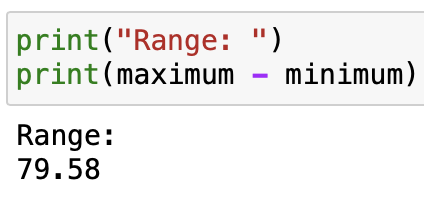 print("Range: ")
print(maximum - minimum)
Range:
79.58